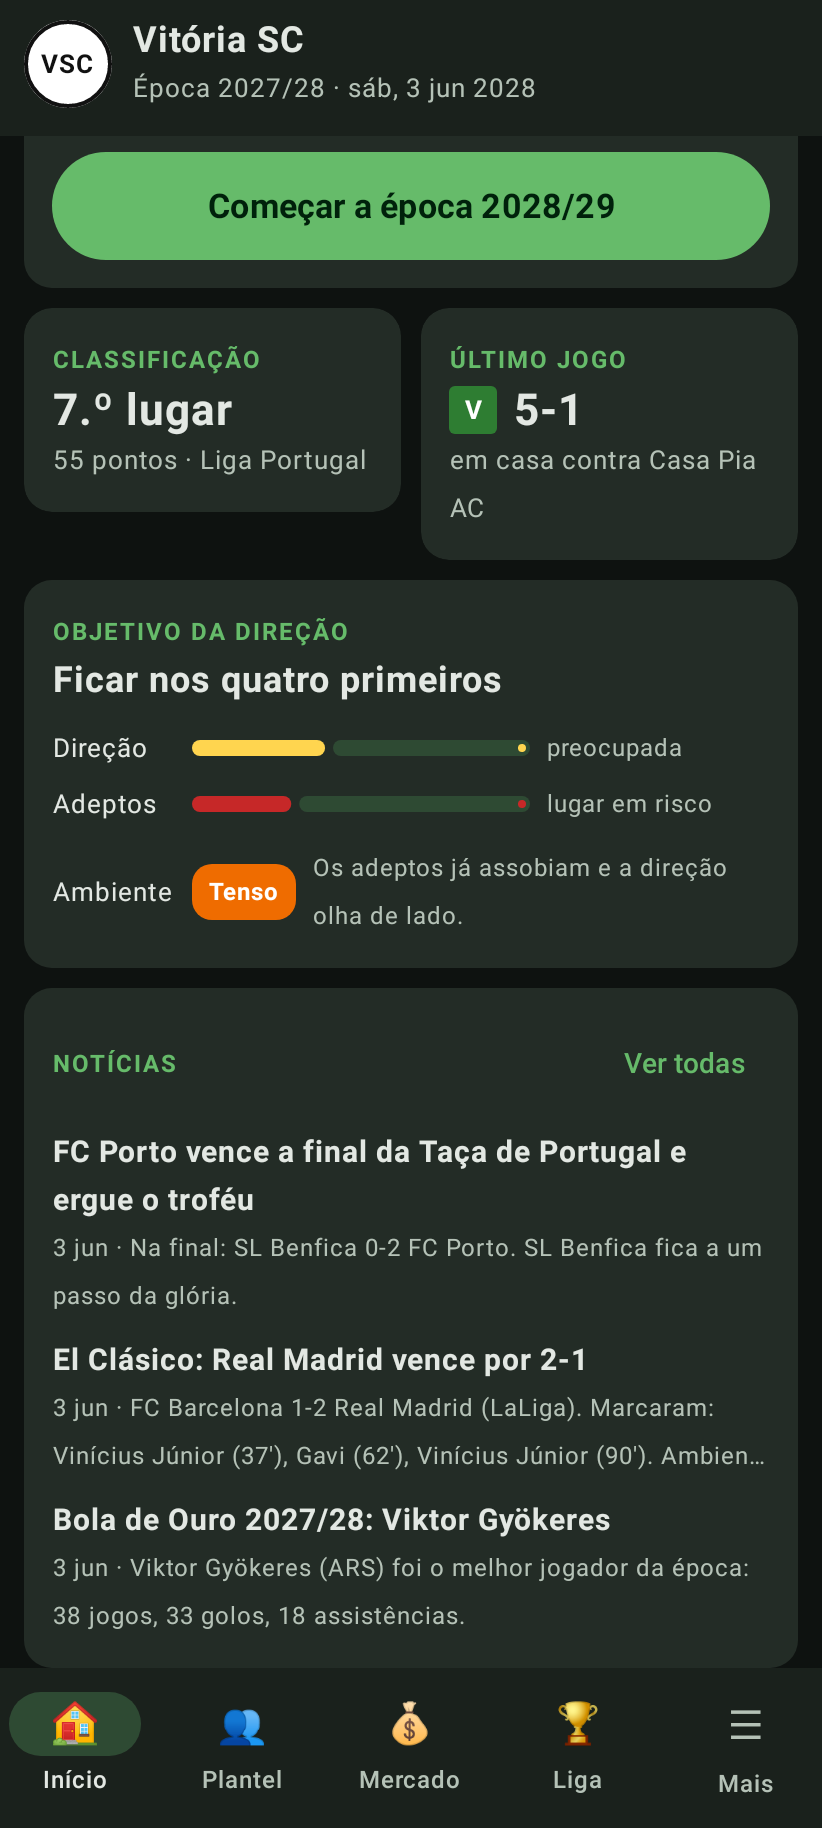 VSC
Vitória SC
Época 2027/28 · sáb, 3 jun 2028
Começar a época 2028/29
CLASSIFICAÇÃO
7.º lugar
55 pontos · Liga Portugal
ÚLTIMO JOGO
V 5-1
em casa contra Casa Pia
AC
OBJETIVO DA DIREÇÃO
Ficar nos quatro primeiros
Direção preocupada
Adeptos lugar em risco
Ambiente Tenso Os adeptos já assobiam e a direção
olha de lado.
NOTÍCIAS Ver todas
FC Porto vence a final da Taça de Portugal e
ergue o troféu
3 jun · Na final: SL Benfica 0-2 FC Porto. SL Benfica fica a um
passo da glória.
El Clásico: Real Madrid vence por 2-1
3 jun · FC Barcelona 1-2 Real Madrid (LaLiga). Marcaram:
Vinícius Júnior (37'), Gavi (62'), Vinícius Júnior (90'). Ambien…
Bola de Ouro 2027/28: Viktor Gyökeres
3 jun · Viktor Gyökeres (ARS) foi o melhor jogador da época:
38 jogos, 33 golos, 18 assistências.
Início Plantel Mercado Liga Mais